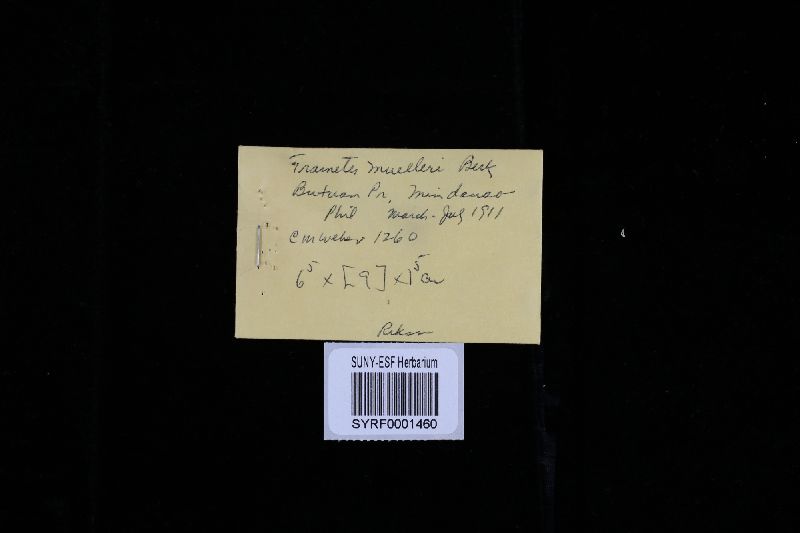 Trametes Muelleri Berk
Butuan Pr, Mindanao
Phil March-July 1911
C M Weber 1260
6⁵ x [9] x 1⁵ cm
SUNY-ESF Herbarium
SYRF0001460